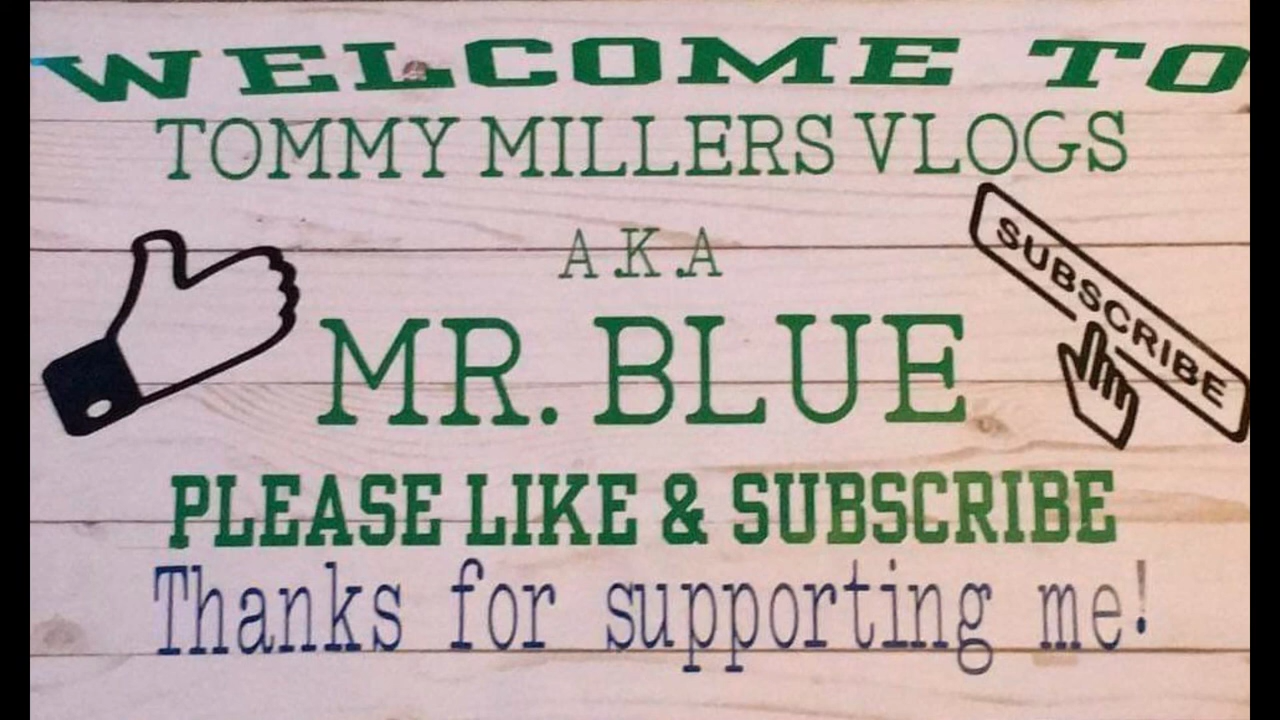 WELCOME TO
TOMMY MILLERS VLOGS
A.K.A
SUBSCRIBE
MR. BLUE
PLEASE LIKE & SUBSCRIBE
Thanks for supporting me!